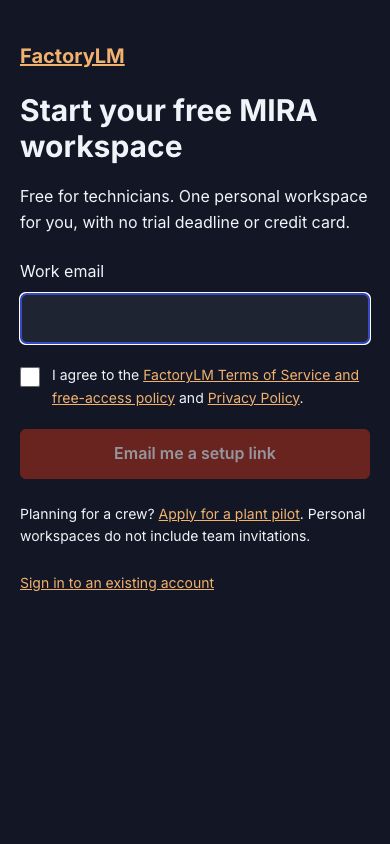 FactoryLM
Start your free MIRA
workspace
Free for technicians. One personal workspace
for you, with no trial deadline or credit card.
Work email
I agree to the FactoryLM Terms of Service and
free-access policy and Privacy Policy.
Email me a setup link
Planning for a crew? Apply for a plant pilot. Personal
workspaces do not include team invitations.
Sign in to an existing account